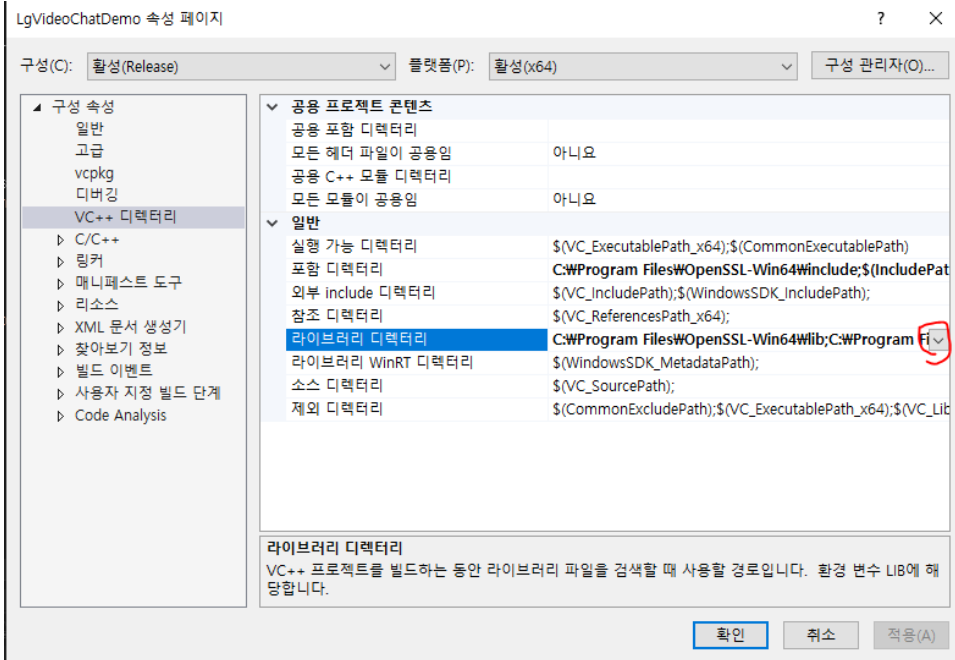 LgVideoChatDemo 속성 페이지
?
구성(C): 활성(Release) 플랫폼(P): 활성(x64) 구성 관리자(O)...
구성 속성
일반
고급
vcpkg
디버깅
VC++ 디렉터리
C/C++
링커
매니페스트 도구
리소스
XML 문서 생성기
찾아보기 정보
빌드 이벤트
사용자 지정 빌드 단계
Code Analysis
공용 프로젝트 콘텐츠
공용 포함 디렉터리
모든 헤더 파일이 공용임 아니요
공용 C++ 모듈 디렉터리
모든 모듈이 공용임 아니요
일반
실행 가능 디렉터리 $(VC_ExecutablePath_x64);$(CommonExecutablePath)
포함 디렉터리 C:₩Program Files₩OpenSSL-Win64₩include;$(IncludePat
외부 include 디렉터리 $(VC_IncludePath);$(WindowsSDK_IncludePath);
참조 디렉터리 $(VC_ReferencesPath_x64);
라이브러리 디렉터리 C:₩Program Files₩OpenSSL-Win64₩lib;C:₩Program Fi
라이브러리 WinRT 디렉터리 $(WindowsSDK_MetadataPath);
소스 디렉터리 $(VC_SourcePath);
제외 디렉터리 $(CommonExcludePath);$(VC_ExecutablePath_x64);$(VC_Lib
라이브러리 디렉터리
VC++ 프로젝트를 빌드하는 동안 라이브러리 파일을 검색할 때 사용할 경로입니다. 환경 변수 LIB에 해
당합니다.
확인 취소 적용(A)